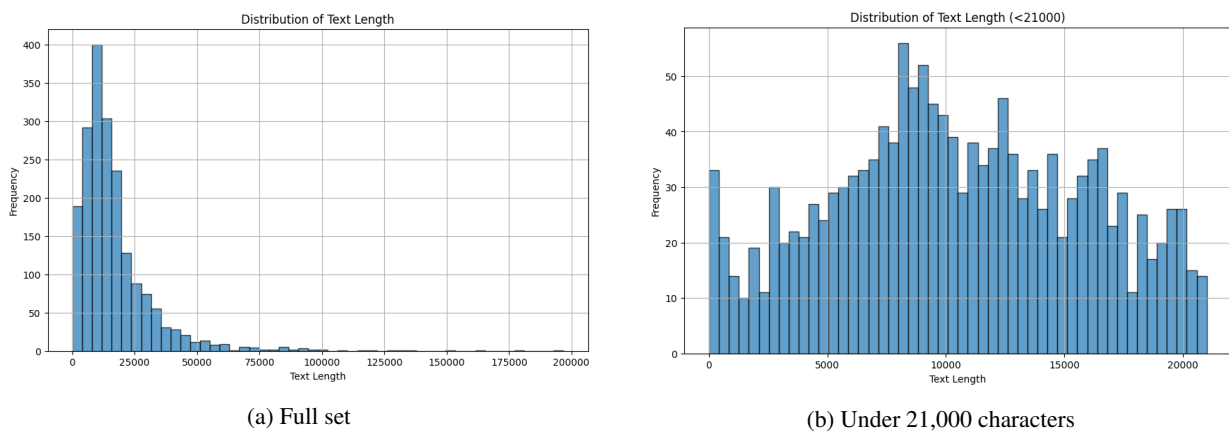 Distribution of Text Length
400
350
300
250
200
150
100
50
0
Frequency
0 25000 50000 75000 100000 125000 150000 175000 200000
Text Length
(a) Full set
Distribution of Text Length (<21000)
50
40
30
20
10
0
Frequency
0 5000 10000 15000 20000
Text Length
(b) Under 21,000 characters